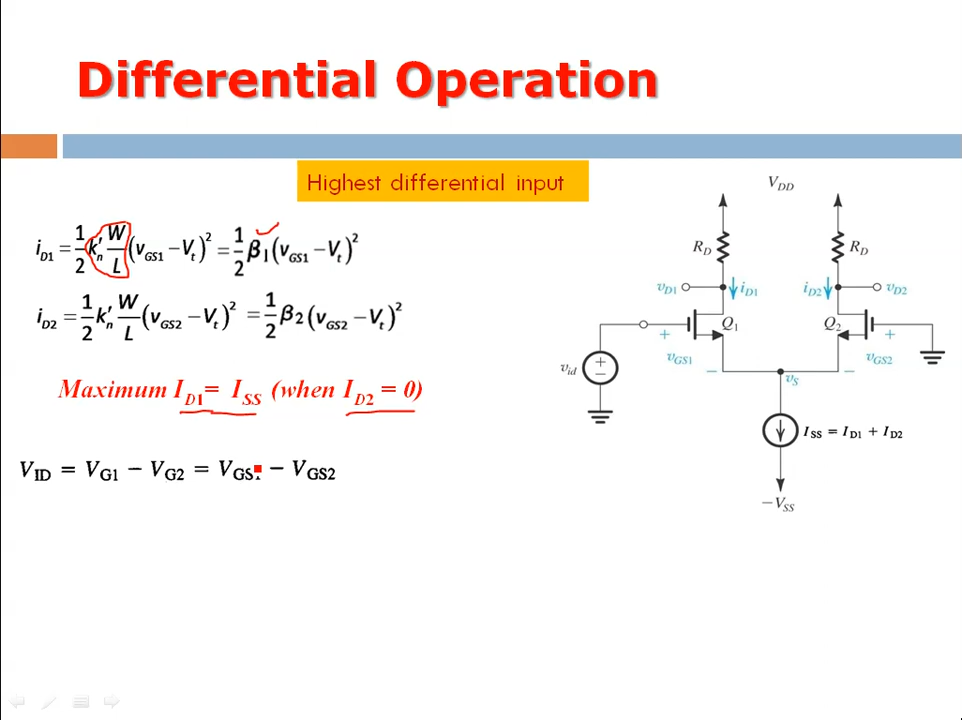 Differential Operation
Highest differential input
i_D1 = 1/2 k'_n W/L (v_GS1 − V_t)^2 = 1/2 β_1 (v_GS1 − V_t)^2
i_D2 = 1/2 k'_n W/L (v_GS2 − V_t)^2 = 1/2 β_2 (v_GS2 − V_t)^2
Maximum I_D1 = I_SS (when I_D2 = 0)
V_ID = V_G1 − V_G2 = V_GS1 − V_GS2
V_DD
R_D R_D
v_D1 i_D1 i_D2 v_D2
Q_1 Q_2
+ +
v_GS1 v_GS2
− −
v_id + −
v_S
I_SS = I_D1 + I_D2
−V_SS